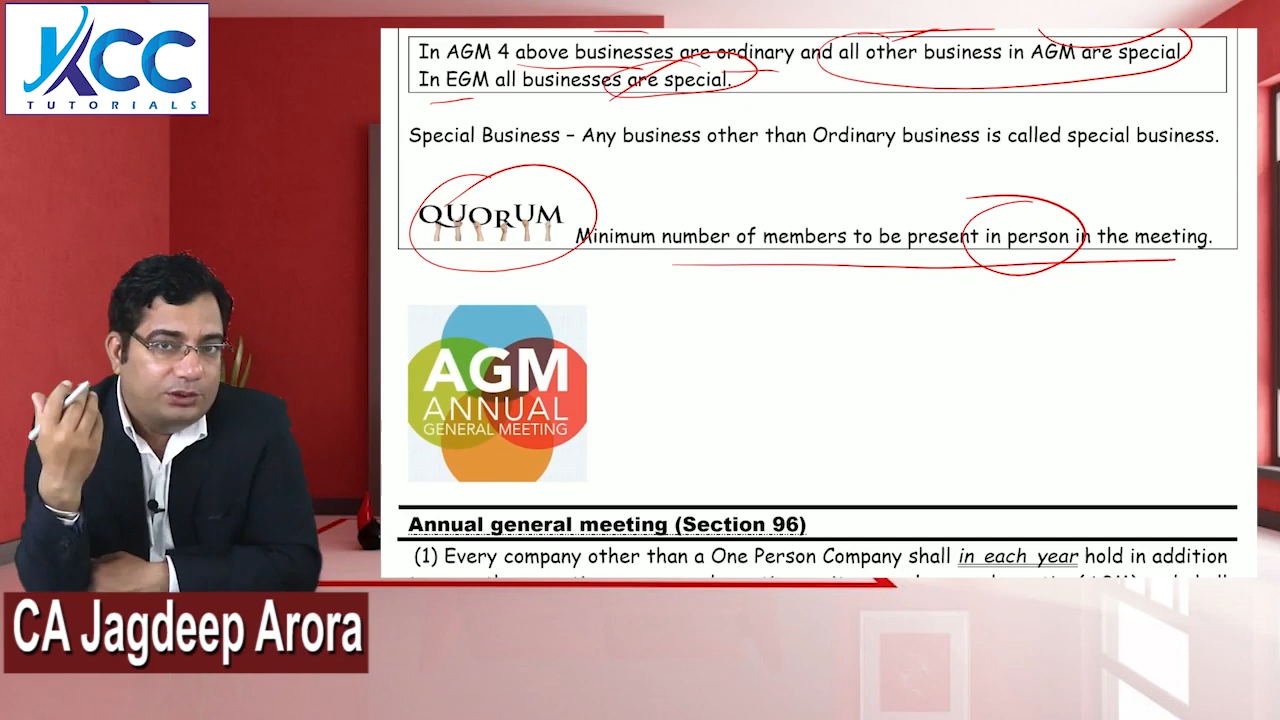 KCC
TUTORIALS
In AGM 4 above businesses are ordinary and all other business in AGM are special.
In EGM all businesses are special.
Special Business – Any business other than Ordinary business is called special business.
QUORUM
Minimum number of members to be present in person in the meeting.
AGM
ANNUAL
GENERAL MEETING
Annual general meeting (Section 96)
(1) Every company other than a One Person Company shall in each year hold in addition
CA Jagdeep Arora